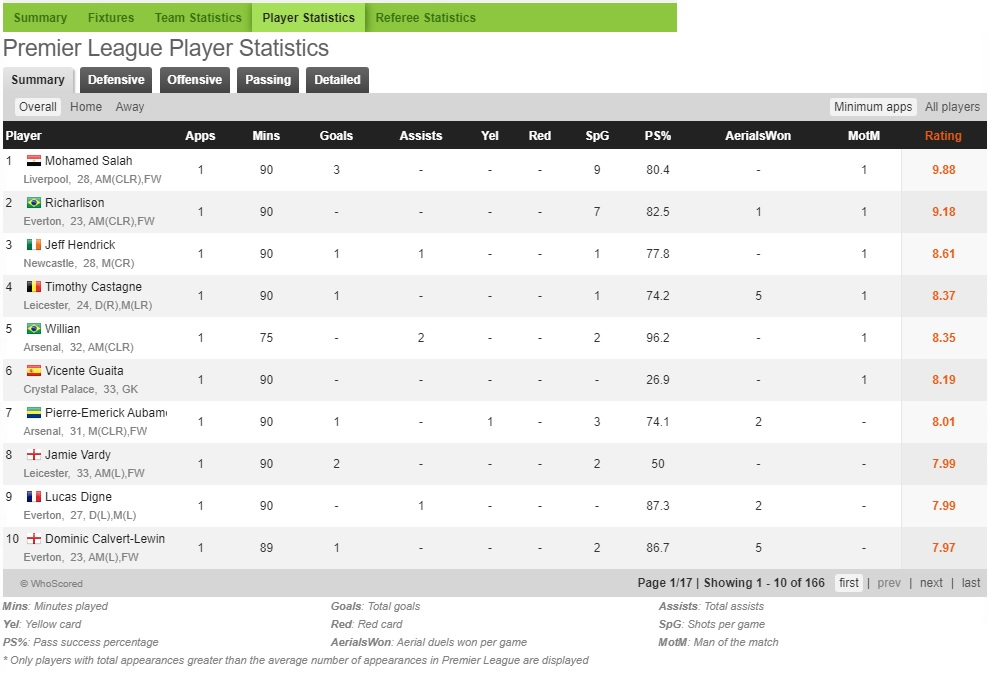 Summary Fixtures Team Statistics Player Statistics Referee Statistics
Premier League Player Statistics
Summary Defensive Offensive Passing Detailed
Overall Home Away Minimum apps All players
Player Apps Mins Goals Assists Yel Red SpG PS% AerialsWon MotM Rating
1 Mohamed Salah
Liverpool, 28, AM(CLR),FW
1 90 3 - - - 9 80.4 - 1 9.88
2 Richarlison
Everton, 23, AM(CLR),FW
1 90 - - - - 7 82.5 1 1 9.18
3 Jeff Hendrick
Newcastle, 28, M(CR)
1 90 1 1 - - 1 77.8 - 1 8.61
4 Timothy Castagne
Leicester, 24, D(R),M(LR)
1 90 1 - - - 1 74.2 5 1 8.37
5 Willian
Arsenal, 32, AM(CLR)
1 75 - 2 - - 2 96.2 - 1 8.35
6 Vicente Guaita
Crystal Palace, 33, GK
1 90 - - - - - 26.9 - 1 8.19
7 Pierre-Emerick Aubam
Arsenal, 31, M(CLR),FW
1 90 1 - 1 - 3 74.1 2 - 8.01
8 Jamie Vardy
Leicester, 33, AM(L),FW
1 90 2 - - - 2 50 - - 7.99
9 Lucas Digne
Everton, 27, D(L),M(L)
1 90 - 1 - - - 87.3 2 - 7.99
10 Dominic Calvert-Lewin
Everton, 23, AM(L),FW
1 89 1 - - - 2 86.7 5 - 7.97
© WhoScored Page 1/17 | Showing 1 - 10 of 166 first | prev | next | last
Mins: Minutes played Goals: Total goals Assists: Total assists
Yel: Yellow card Red: Red card SpG: Shots per game
PS%: Pass success percentage AerialsWon: Aerial duels won per game MotM: Man of the match
* Only players with total appearances greater than the average number of appearances in Premier League are displayed